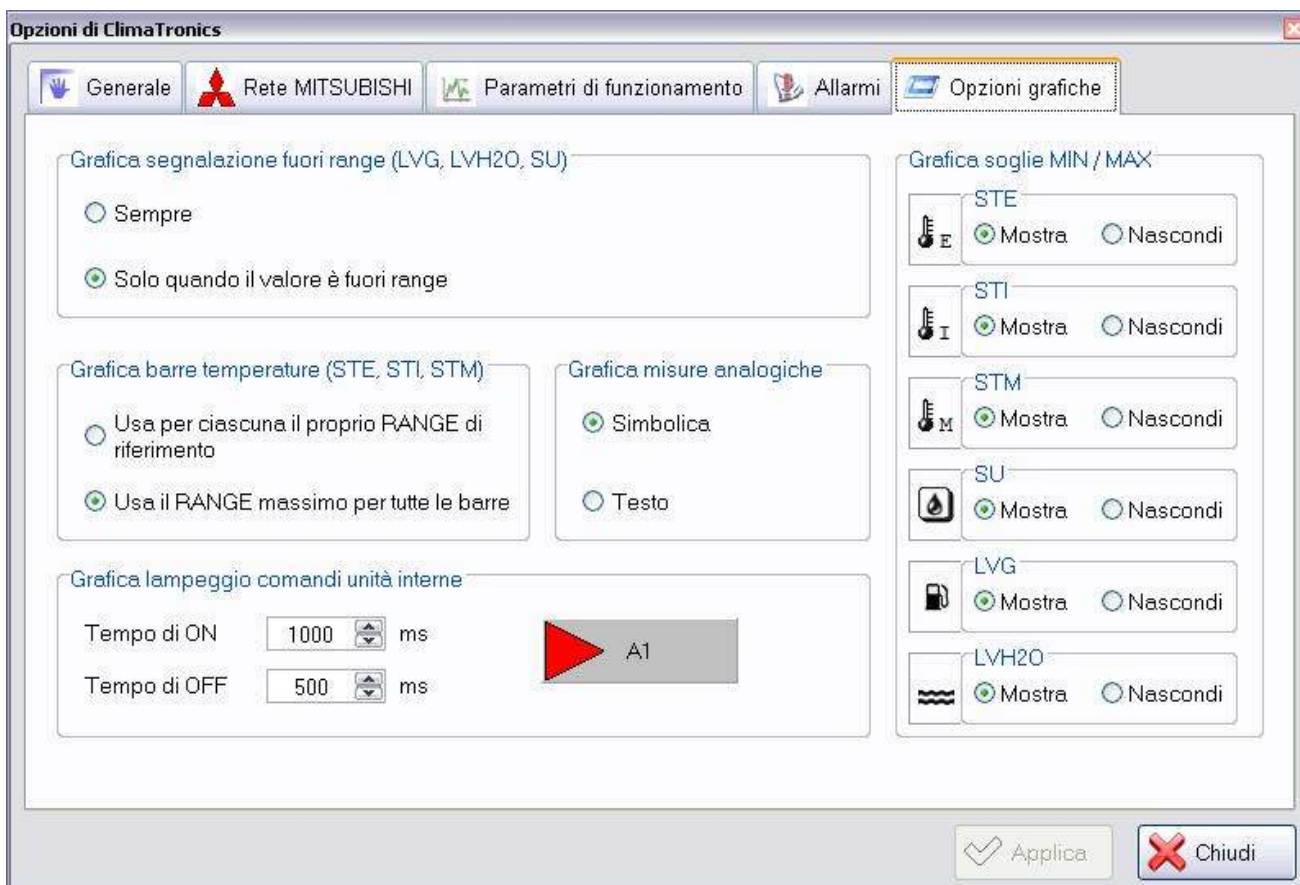 Opzioni di ClimaTronics
Generale
Rete MITSUBISHI
Parametri di funzionamento
Allarmi
Opzioni grafiche
Grafica segnalazione fuori range (LVG, LVH2O, SU)
Sempre
Solo quando il valore è fuori range
Grafica barre temperature (STE, STI, STM)
Usa per ciascuna il proprio RANGE di
riferimento
Usa il RANGE massimo per tutte le barre
Grafica misure analogiche
Simbolica
Testo
Grafica lampeggio comandi unità interne
Tempo di ON 1000 ms
Tempo di OFF 500 ms
A1
Grafica soglie MIN / MAX
STE
E Mostra Nascondi
STI
I Mostra Nascondi
STM
M Mostra Nascondi
SU
Mostra Nascondi
LVG
Mostra Nascondi
LVH2O
Mostra Nascondi
Applica
Chiudi